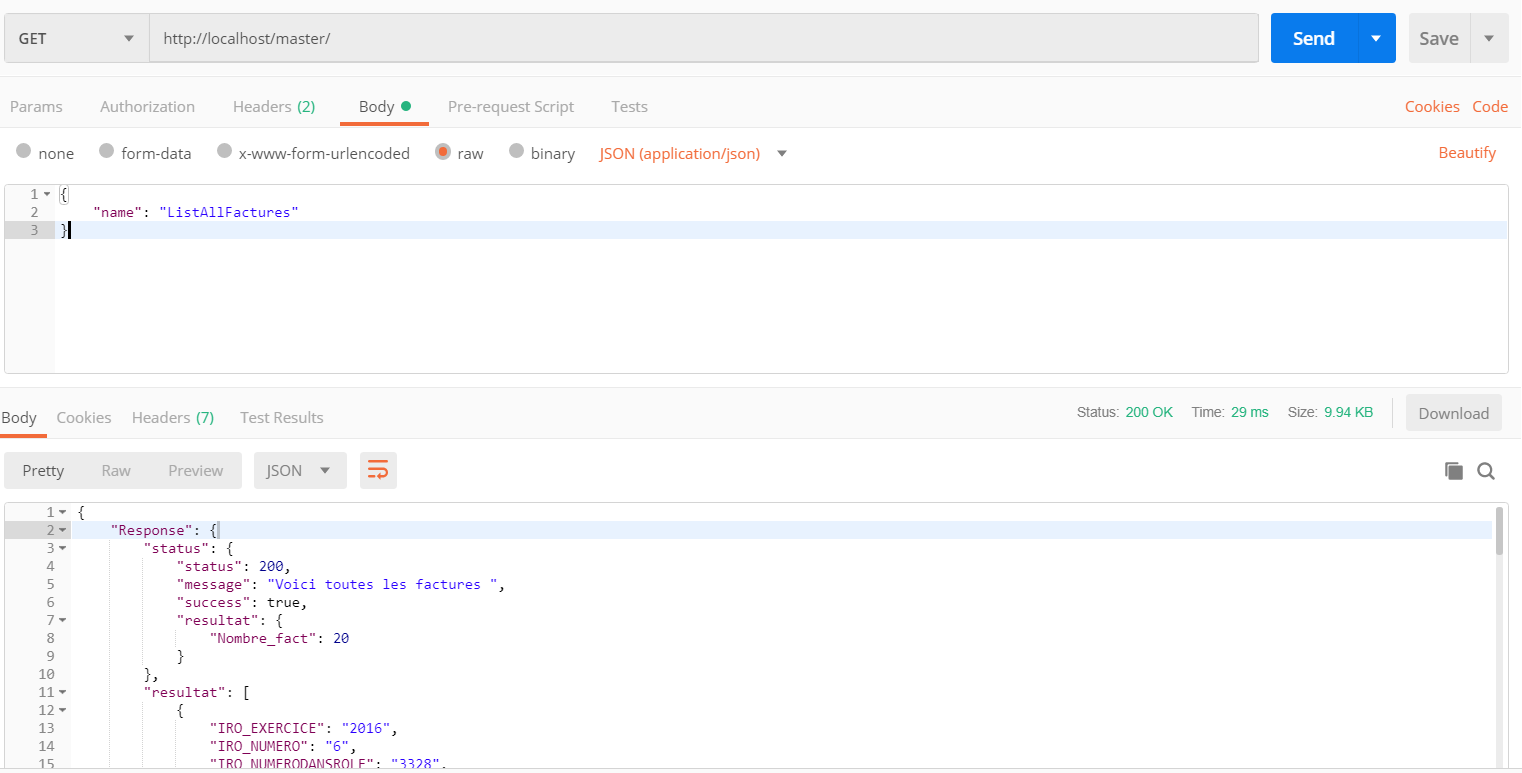 GET http://localhost/master/ Send Save
Params Authorization Headers (2) Body Pre-request Script Tests Cookies Code
none form-data x-www-form-urlencoded raw binary JSON (application/json) Beautify
1 {
2 "name": "ListAllFactures"
3 }
Body Cookies Headers (7) Test Results Status: 200 OK Time: 29 ms Size: 9.94 KB Download
Pretty Raw Preview JSON
1 {
2 "Response": {
3 "status": {
4 "status": 200,
5 "message": "Voici toutes les factures ",
6 "success": true,
7 "resultat": {
8 "Nombre_fact": 20
9 }
10 },
11 "resultat": [
12 {
13 "IRO_EXERCICE": "2016",
14 "IRO_NUMERO": "6",
15 "IRO_NUMERODANSROLE": "3328",